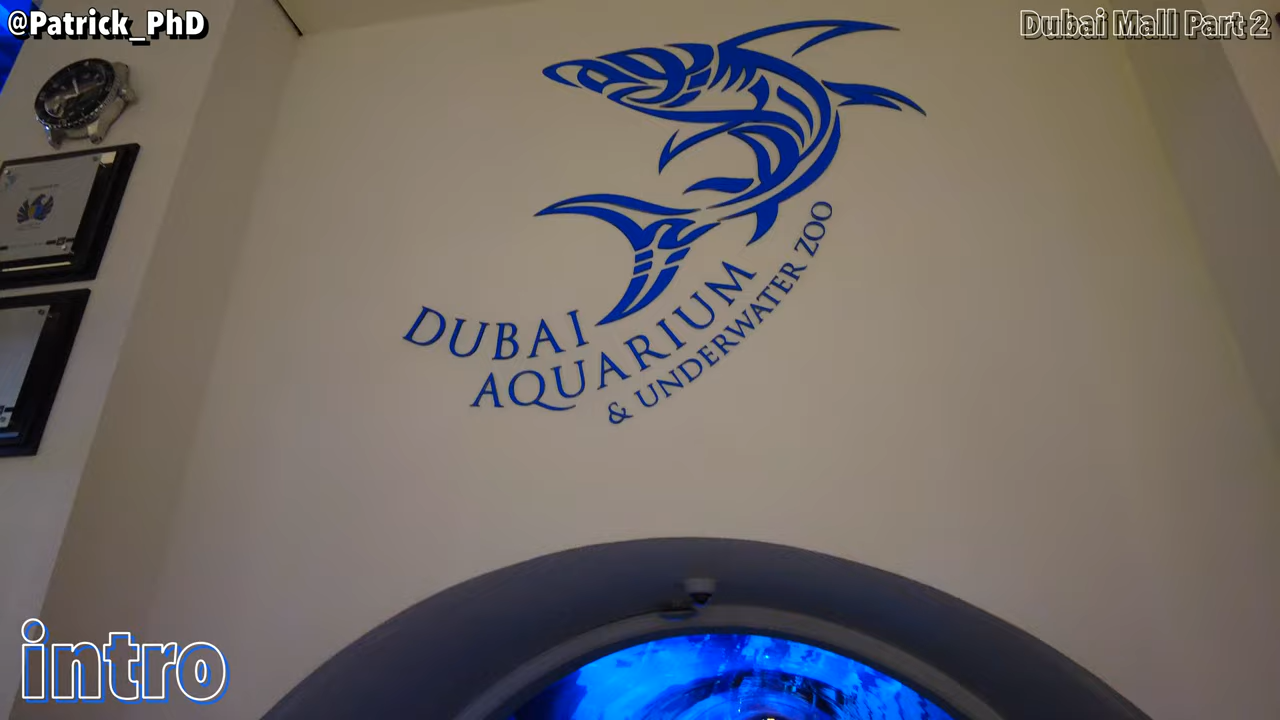 @Patrick_PhD
Dubai Mall Part 2
DUBAI
AQUARIUM
& UNDERWATER ZOO
intro